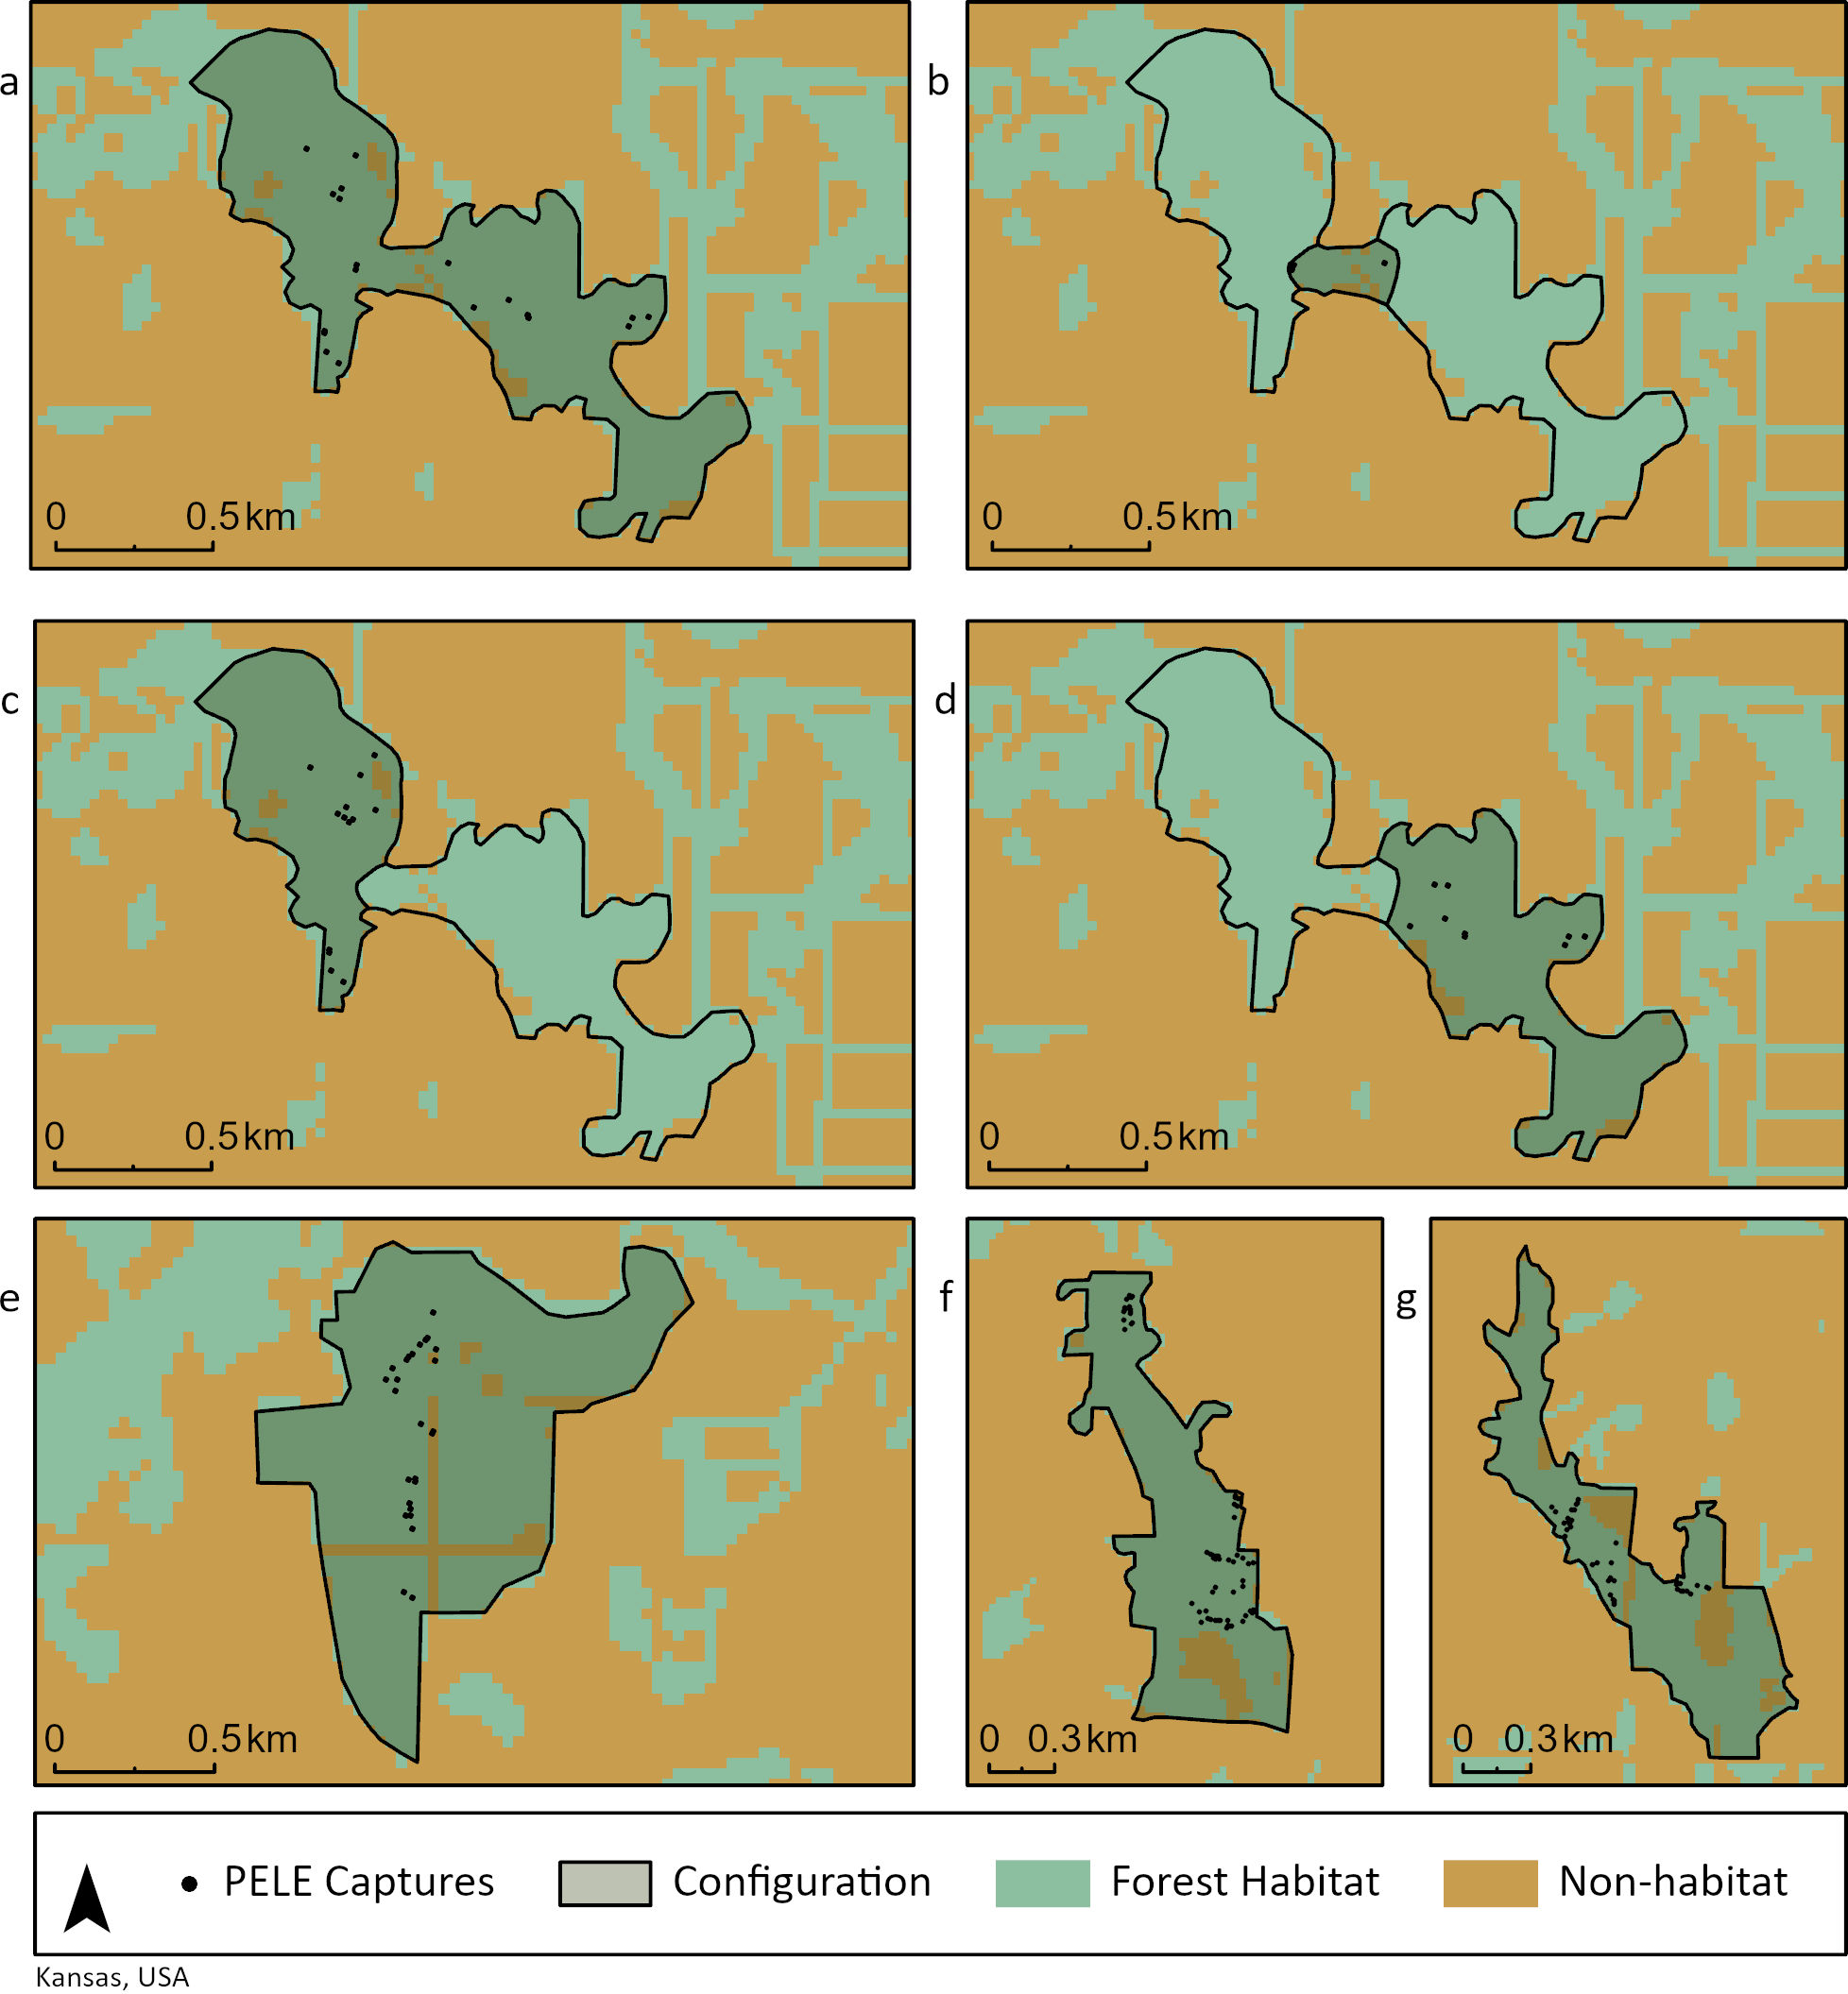 a
b
0 0.5 km
0 0.5 km
c
d
0 0.5 km
0 0.5 km
e
f
g
0 0.5 km
0 0.3 km
0 0.3 km
PELE Captures Configuration Forest Habitat Non-habitat
Kansas, USA